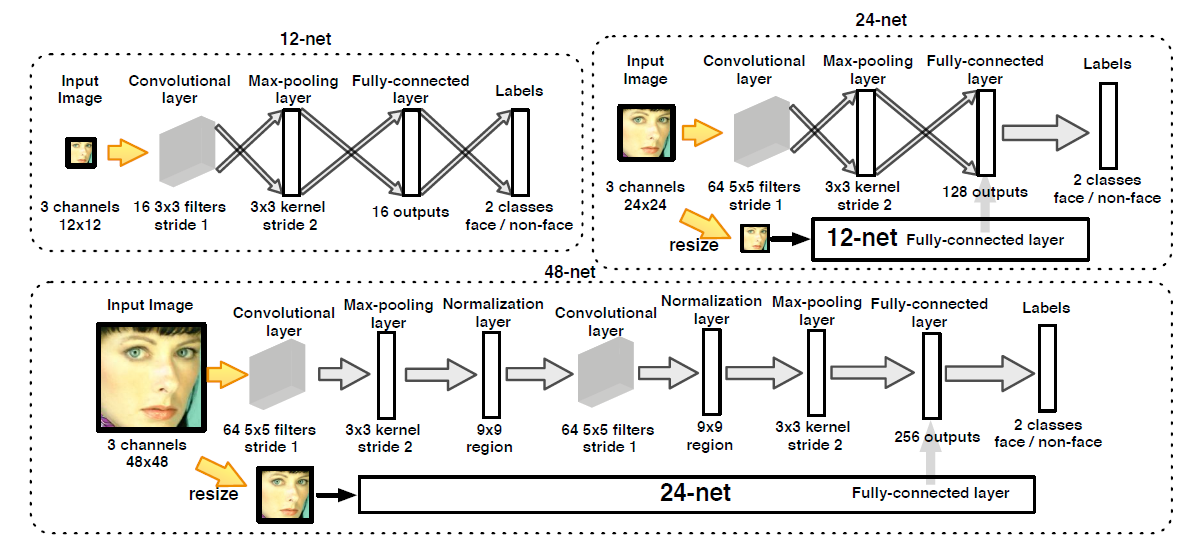 12-net
Input
Image
Convolutional
layer
Max-pooling
layer
Fully-connected
layer
Labels
3 channels
12x12
16 3x3 filters
stride 1
3x3 kernel
stride 2
16 outputs
2 classes
face / non-face
24-net
Input
Image
Convolutional
layer
Max-pooling
layer
Fully-connected
layer
Labels
3 channels
24x24
64 5x5 filters
stride 1
3x3 kernel
stride 2
128 outputs
2 classes
face / non-face
resize
12-net Fully-connected layer
48-net
Input Image
Convolutional
layer
Max-pooling
layer
Normalization
layer
Convolutional
layer
Normalization
layer
Max-pooling
layer
Fully-connected
layer
Labels
3 channels
48x48
64 5x5 filters
stride 1
3x3 kernel
stride 2
9x9
region
64 5x5 filters
stride 1
9x9
region
3x3 kernel
stride 2
256 outputs
2 classes
face / non-face
resize
24-net Fully-connected layer